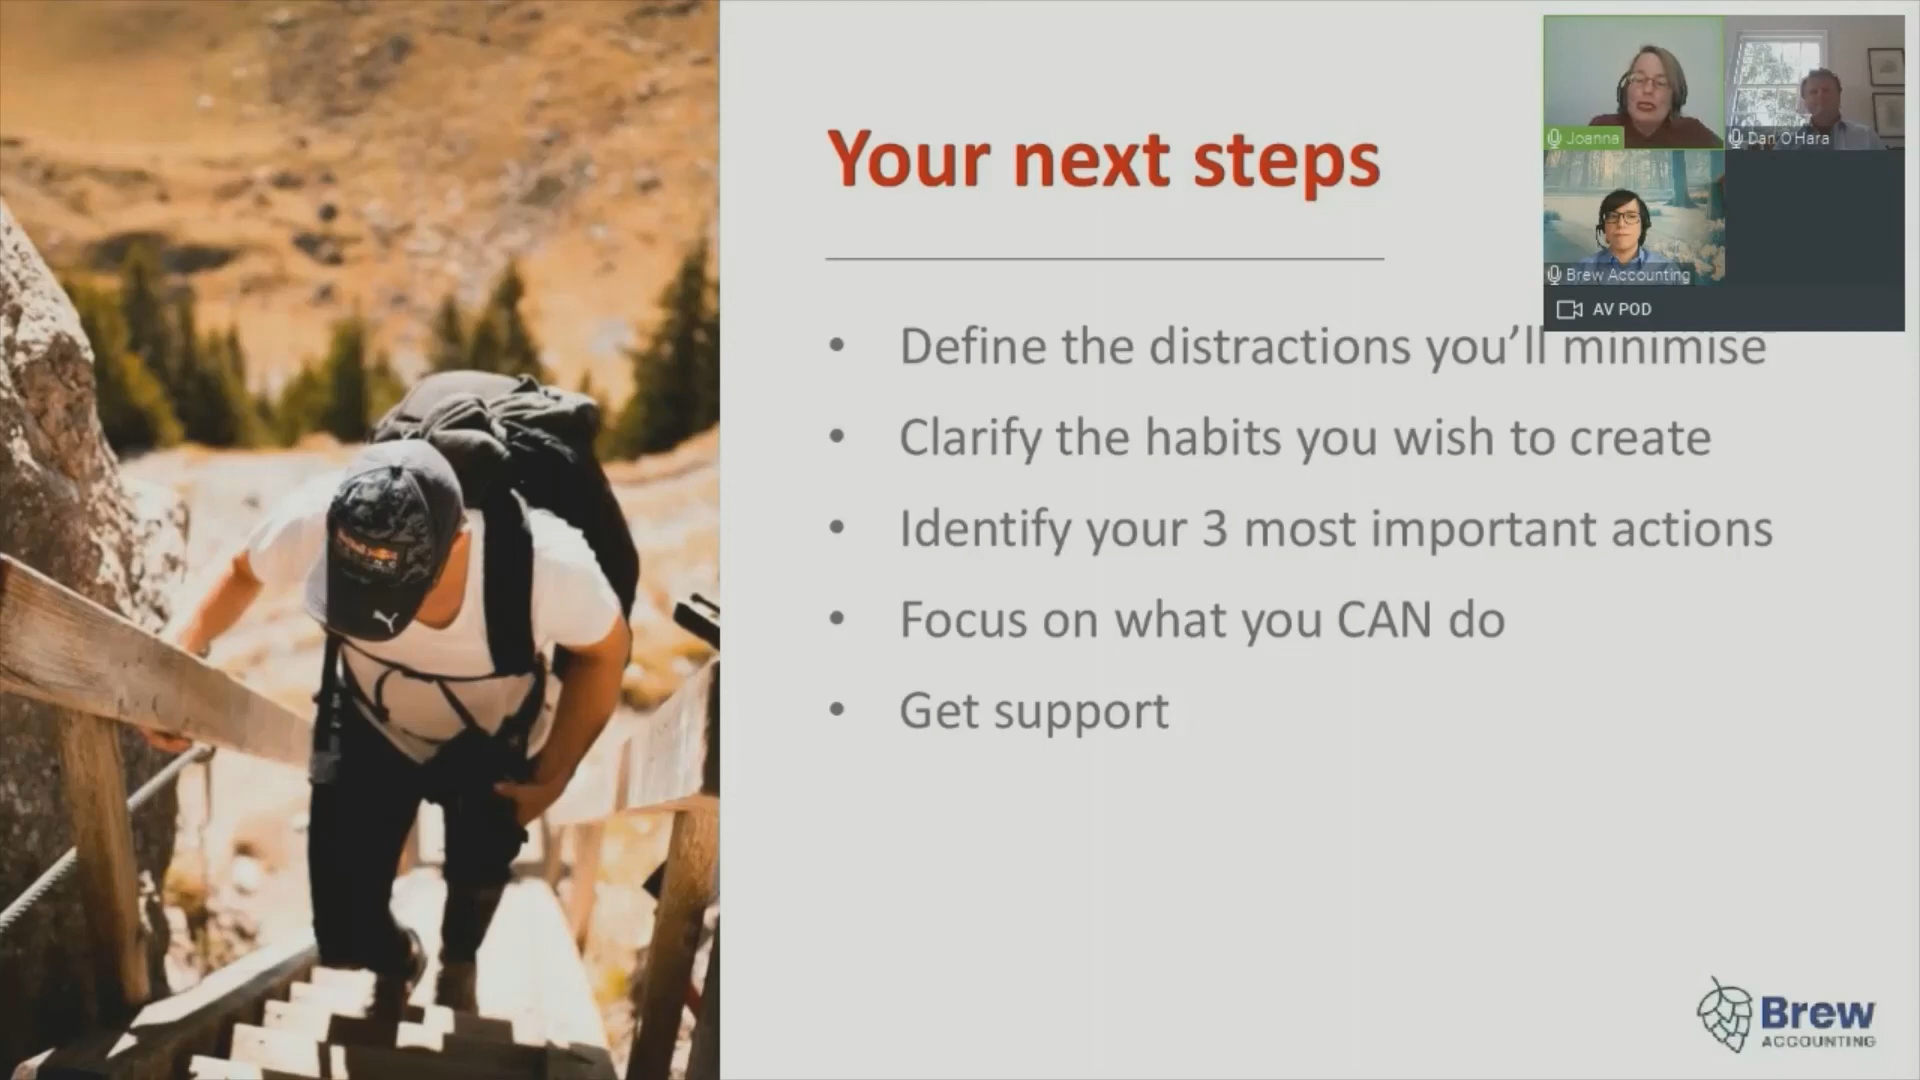 Your next steps
Joanna
Dan O'Hara
Brew Accounting
AV POD
• Define the distractions you'll minimise
• Clarify the habits you wish to create
• Identify your 3 most important actions
• Focus on what you CAN do
• Get support
Brew
ACCOUNTING